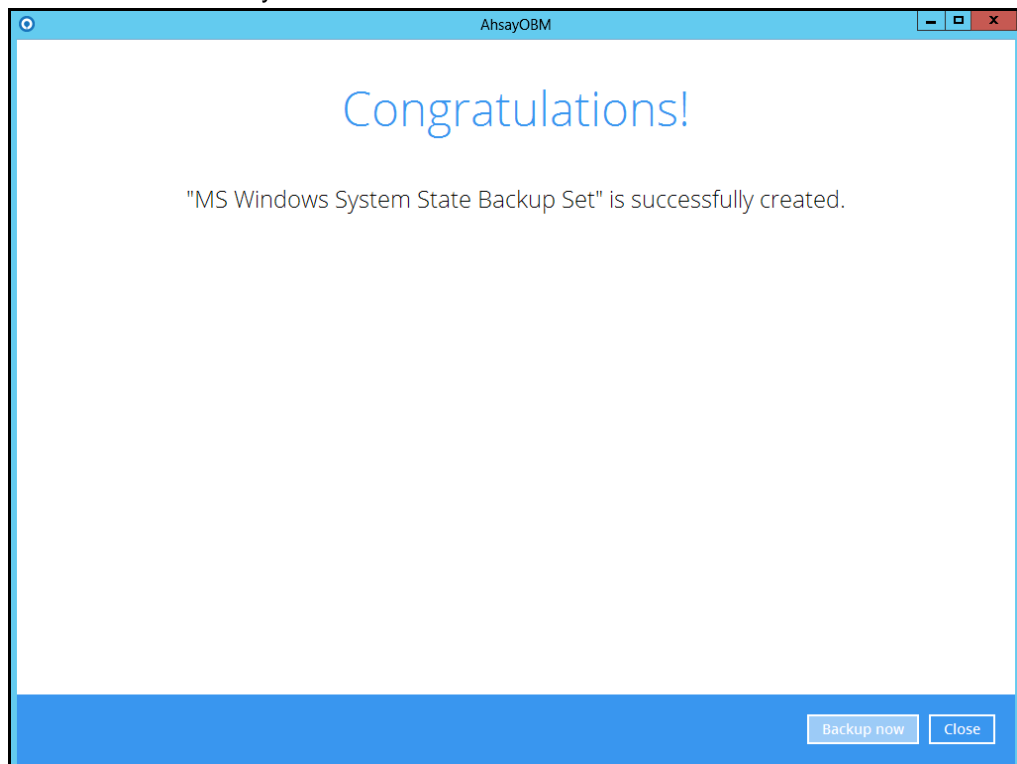 AhsayOBM
Congratulations!
"MS Windows System State Backup Set" is successfully created.
Backup now
Close